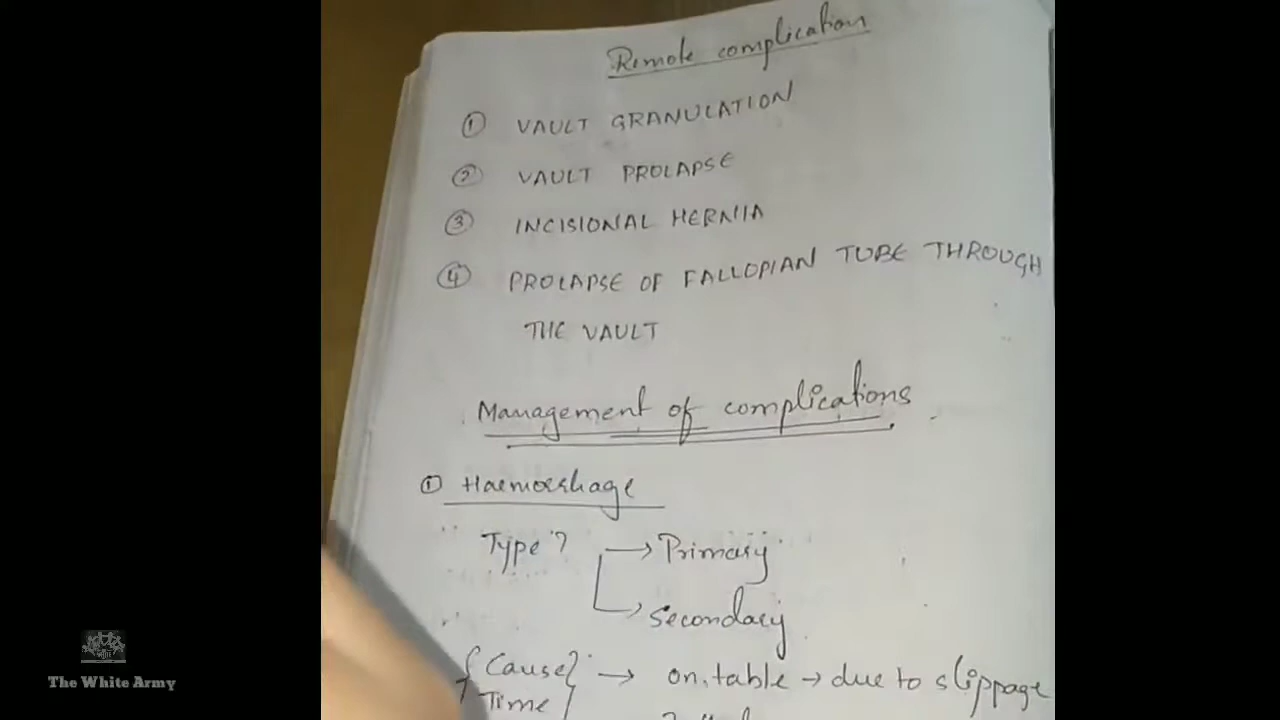 Remote complication
① VAULT GRANULATION
② VAULT PROLAPSE
③ INCISIONAL HERNIA
④ PROLAPSE OF FALLOPIAN TUBE THROUGH
THE VAULT
Management of complications
① Haemorrhage
Type? → Primary
→ Secondary
{Cause} → on table → due to slippage
Time
The White Army